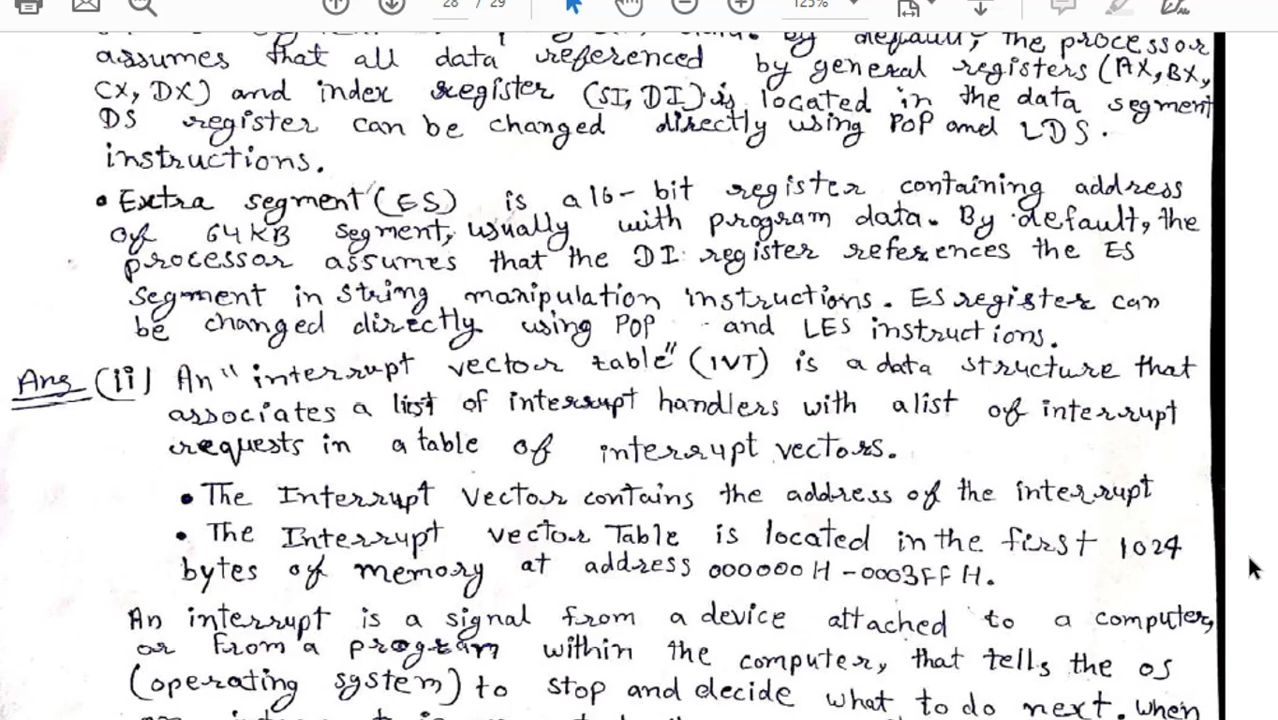 28 / 29
125%
by default, the processor
assumes that all data referenced by general registers (AX, BX,
CX, DX) and index register (SI, DI) is located in the data segment
DS register can be changed directly using POP and LDS.
instructions.
• Extra segment (ES) is a 16-bit register containing address
of 64KB segment, usually with program data. By default, the
processor assumes that the DI register references the ES
segment in string manipulation instructions. ES register can
be changed directly using POP and LES instructions.
Ans (ii) An "interrupt vector table" (IVT) is a data structure that
associates a list of interrupt handlers with a list of interrupt
requests in a table of interrupt vectors.
• The Interrupt Vector contains the address of the interrupt
• The Interrupt vector Table is located in the first 1024
bytes of memory at address 000000H-0003FFH.
An interrupt is a signal from a device attached to a computer,
or from a program within the computer, that tells the OS
(operating system) to stop and decide what to do next. When